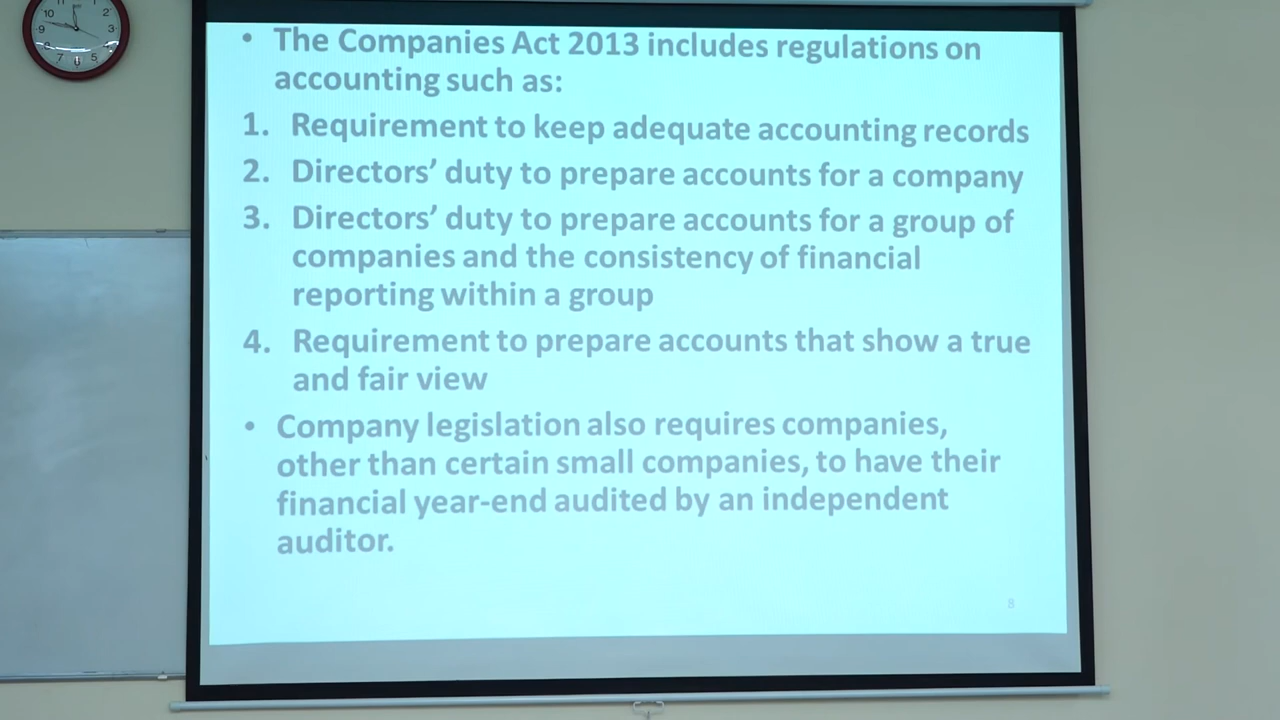 • The Companies Act 2013 includes regulations on
accounting such as:
1. Requirement to keep adequate accounting records
2. Directors’ duty to prepare accounts for a company
3. Directors’ duty to prepare accounts for a group of
companies and the consistency of financial
reporting within a group
4. Requirement to prepare accounts that show a true
and fair view
• Company legislation also requires companies,
other than certain small companies, to have their
financial year-end audited by an independent
auditor.
8